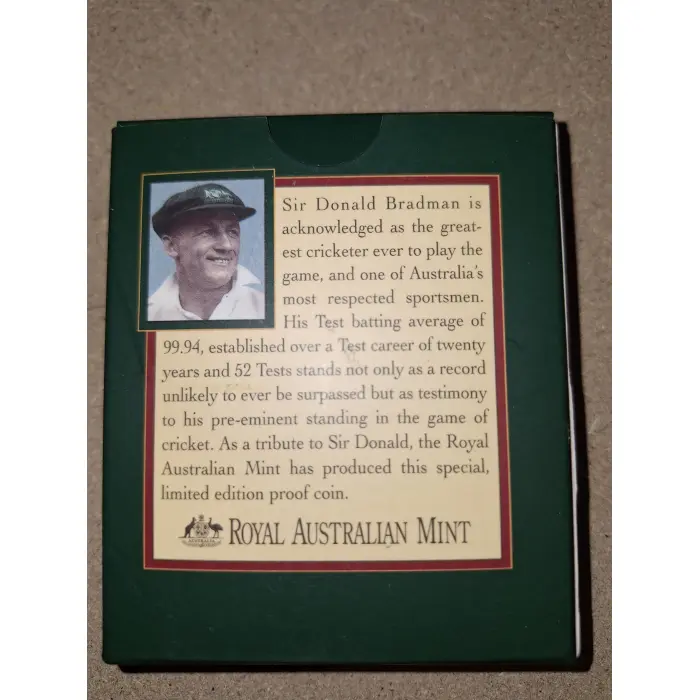 Sir Donald Bradman is
acknowledged as the great-
est cricketer ever to play the
game, and one of Australia's
most respected sportsmen.
His Test batting average of
99.94, established over a Test career of twenty
years and 52 Tests stands not only as a record
unlikely to ever be surpassed but as testimony
to his pre-eminent standing in the game of
cricket. As a tribute to Sir Donald, the Royal
Australian Mint has produced this special,
limited edition proof coin.
AUSTRALIA
ROYAL AUSTRALIAN MINT